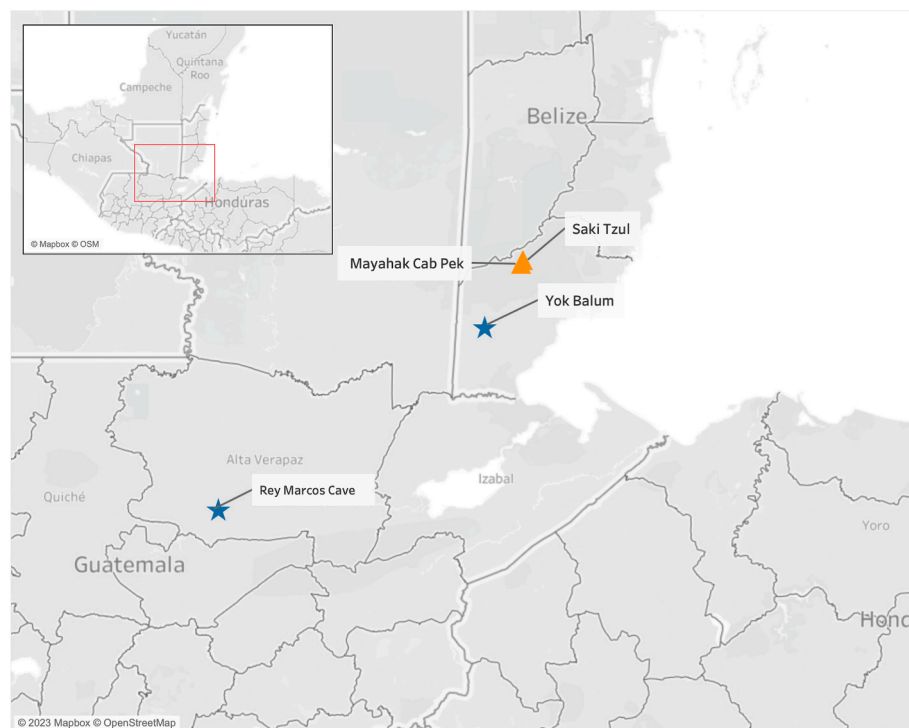 Yucatán
Quintana
Roo
Campeche
Chiapas
Honduras
© Mapbox © OSM
Belize
Saki Tzul
Mayahak Cab Pek
Yok Balum
Alta Verapaz
Rey Marcos Cave
Izabal
Quiché
Yoro
Guatemala
Hond
© 2023 Mapbox © OpenStreetMap